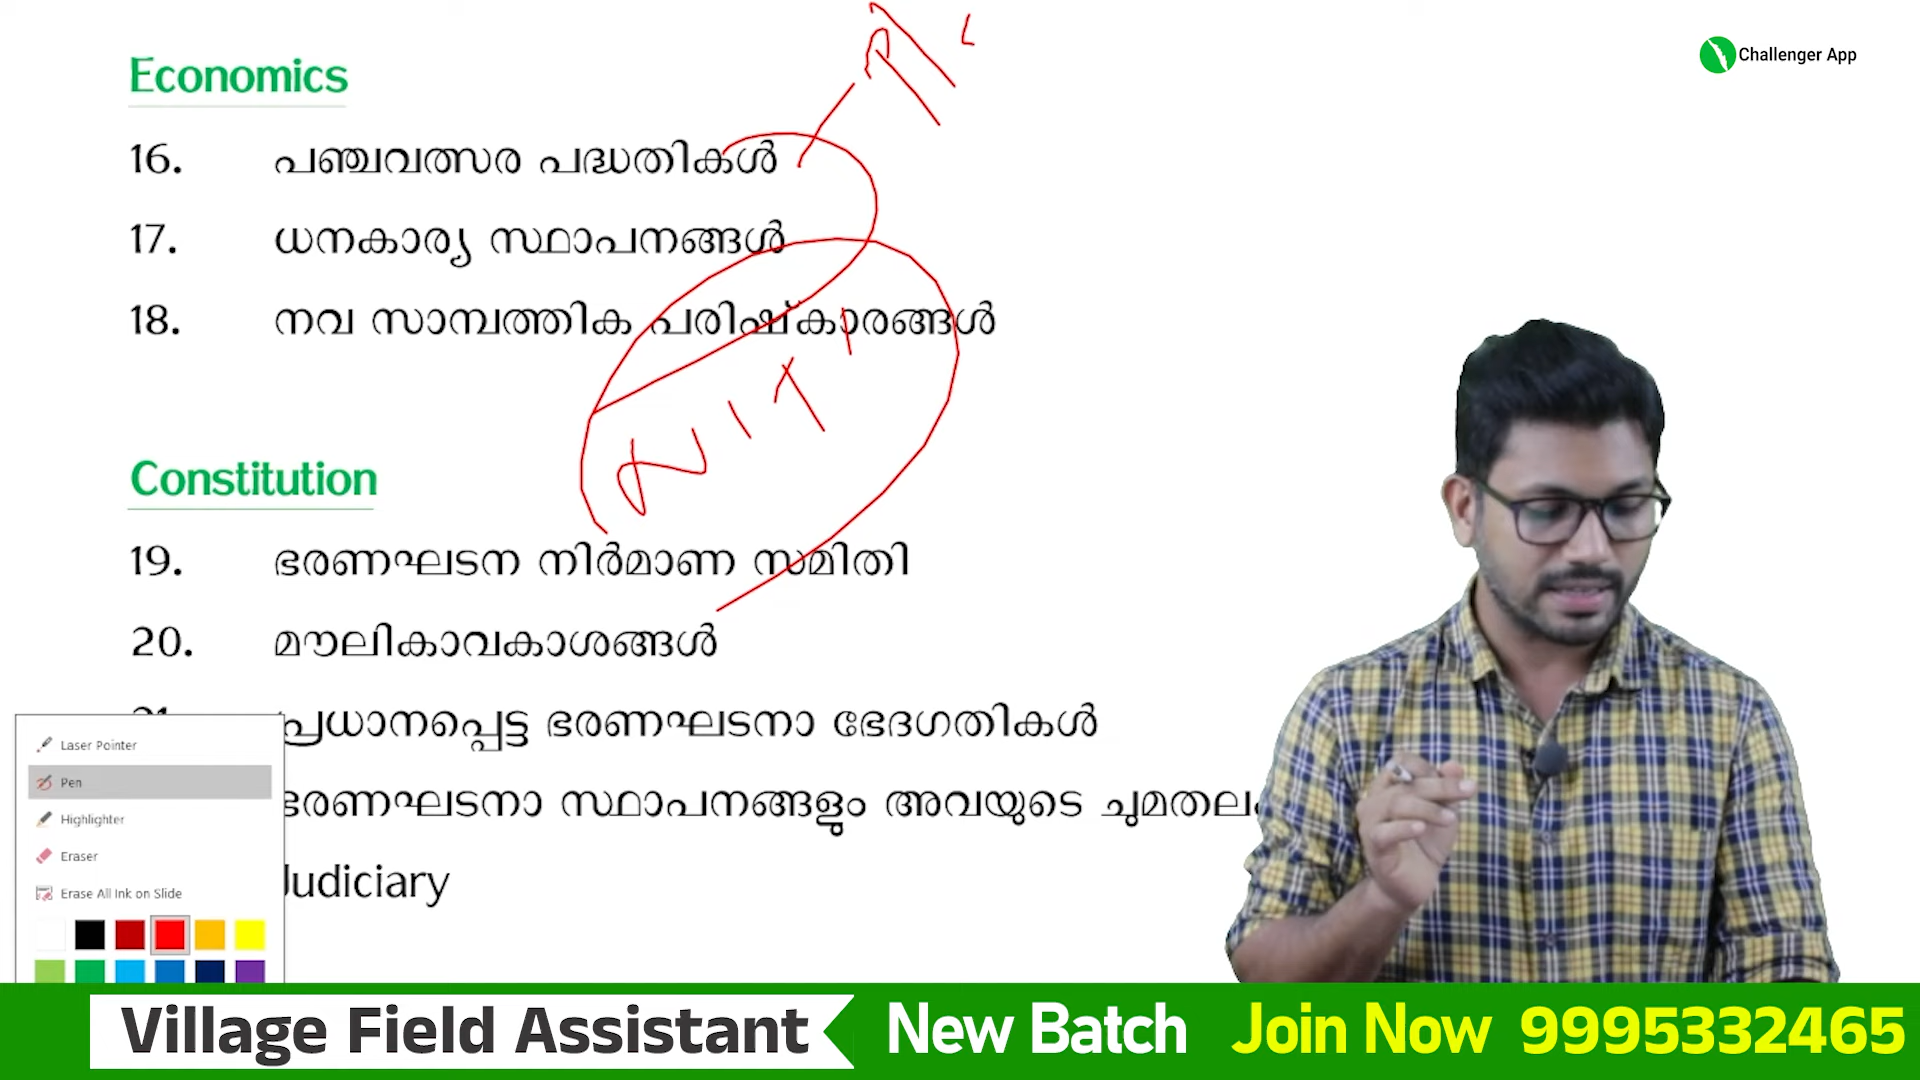 Challenger App
Economics
16. പഞ്ചവത്സര പദ്ധതികൾ
17. ധനകാര്യ സ്ഥാപനങ്ങൾ
18. നവ സാമ്പത്തിക പരിഷ്കാരങ്ങൾ
NITI
Constitution
19. ഭരണഘടന നിർമാണ സമിതി
20. മൗലികാവകാശങ്ങൾ
പ്രധാനപ്പെട്ട ഭരണഘടനാ ഭേദഗതികൾ
ഭരണഘടനാ സ്ഥാപനങ്ങളും അവയുടെ
Judiciary
Laser Pointer
Pen
Highlighter
Eraser
Erase All Ink on Slide
Village Field Assistant New Batch Join Now 9995332465